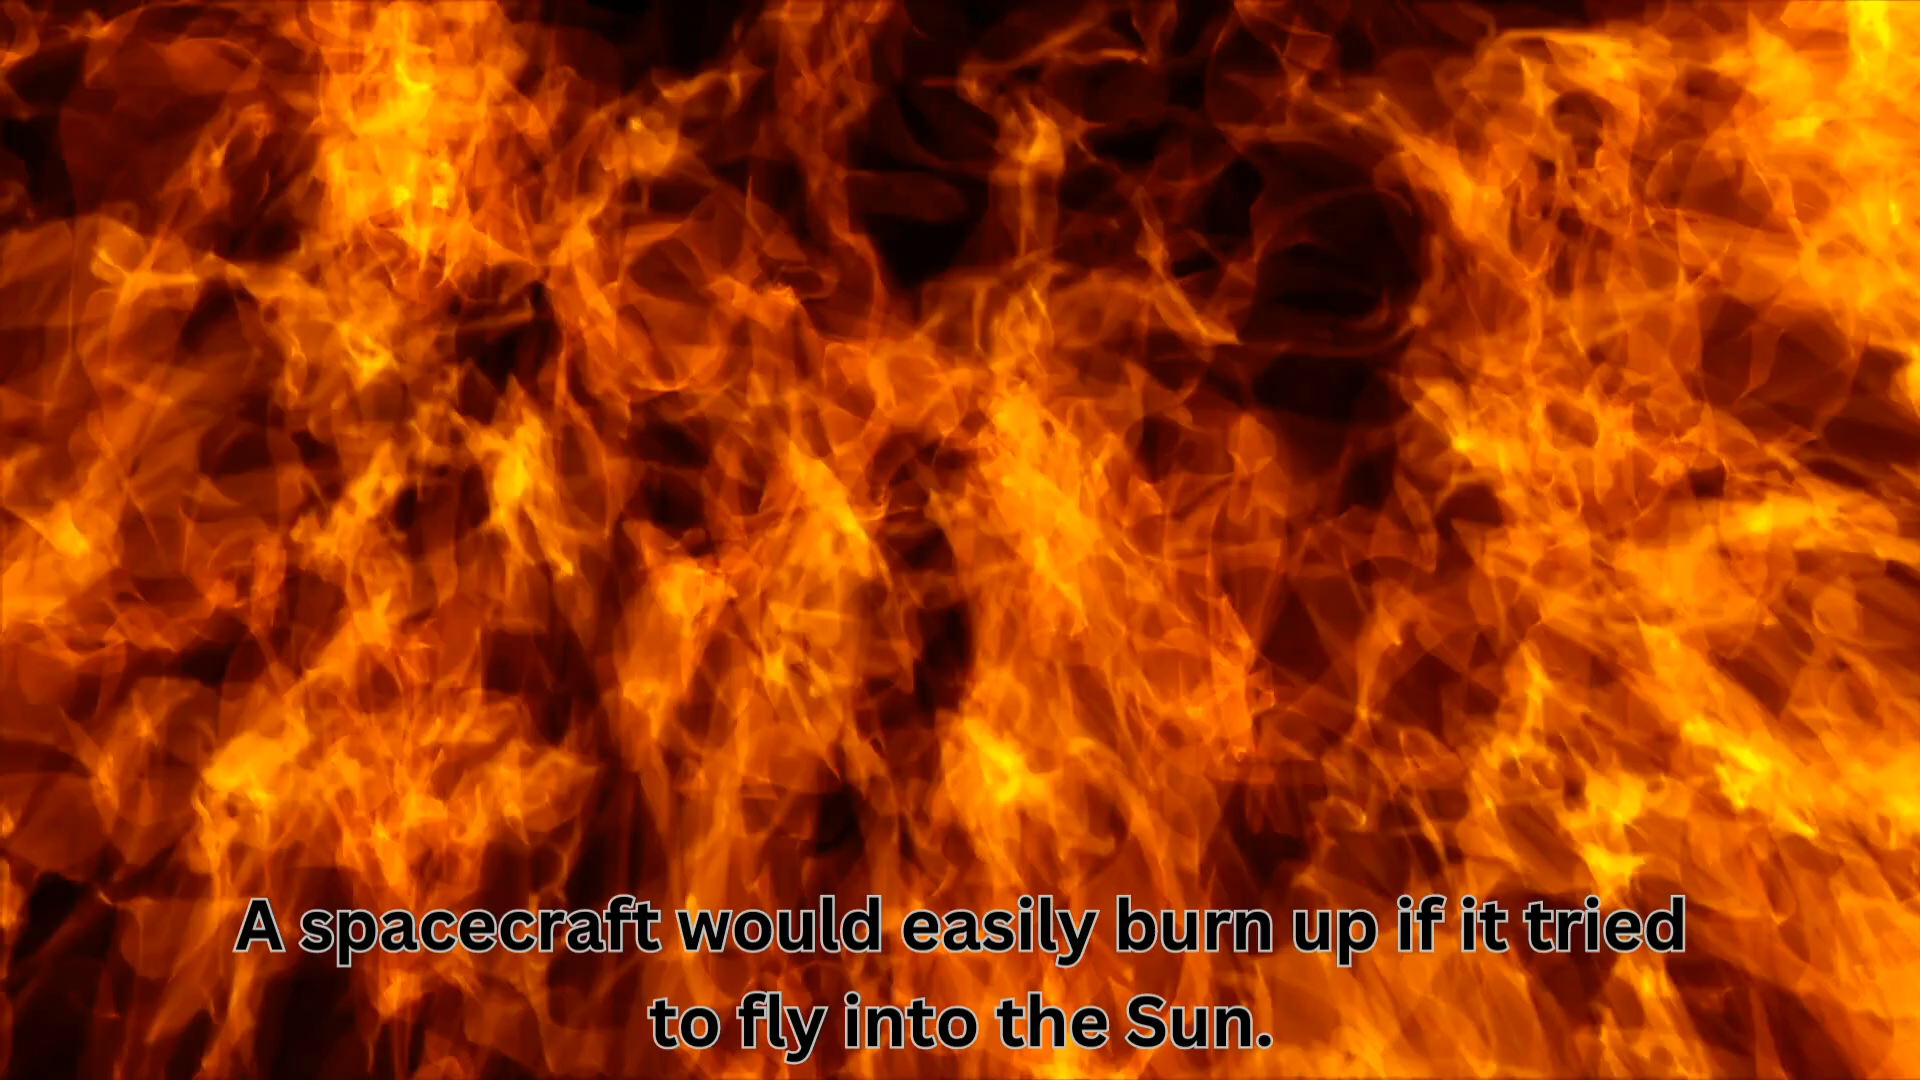 A spacecraft would easily burn up if it tried
to fly into the Sun.